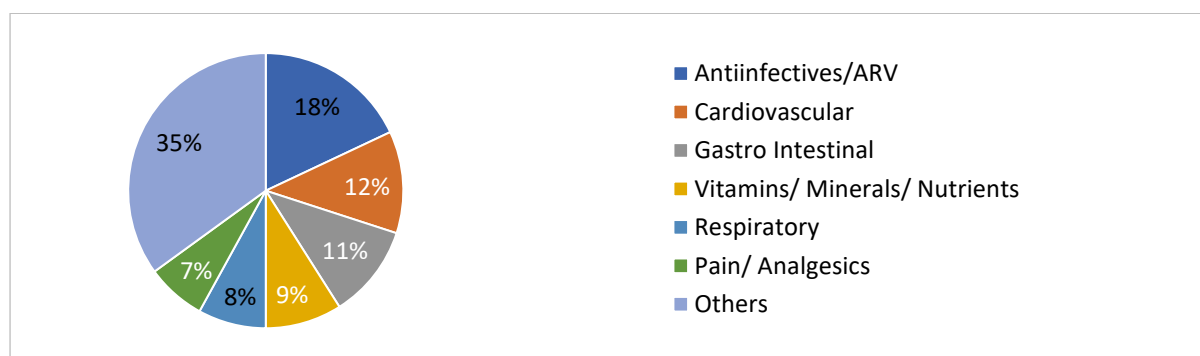 18%
12%
11%
9%
8%
7%
35%
Antiinfectives/ARV
Cardiovascular
Gastro Intestinal
Vitamins/ Minerals/ Nutrients
Respiratory
Pain/ Analgesics
Others